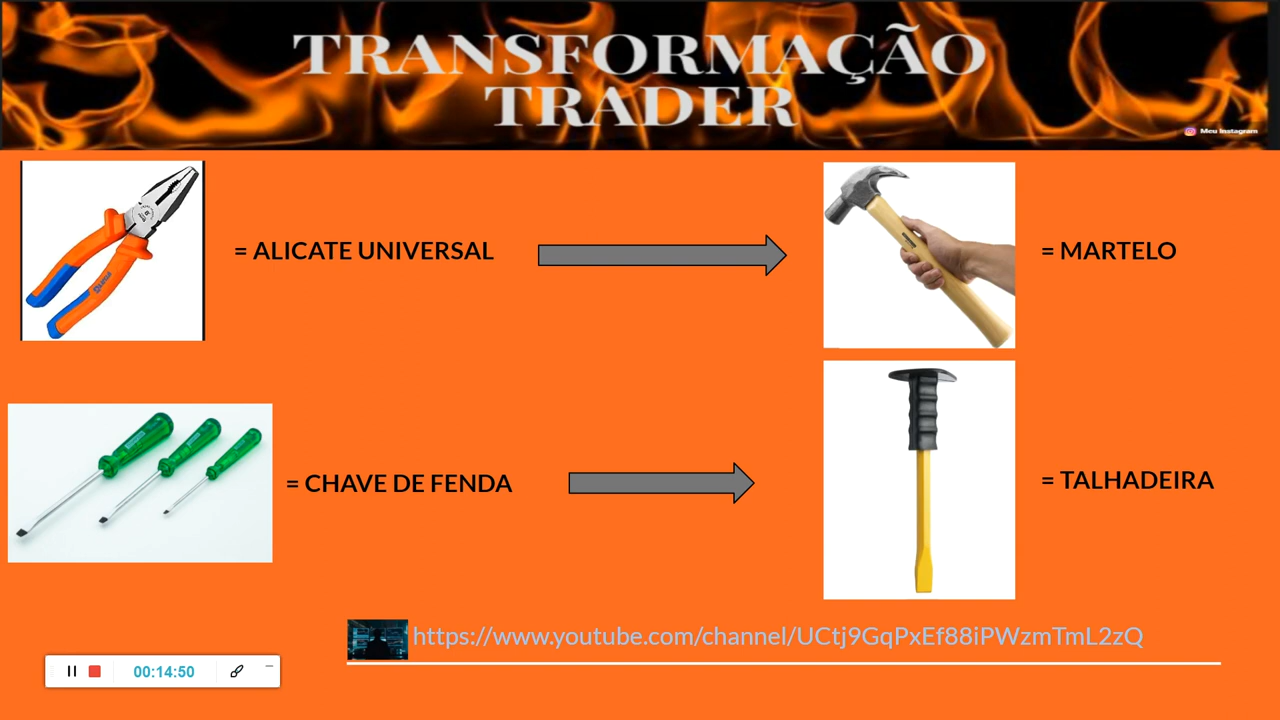 TRANSFORMAÇÃO
TRADER
Meu Instagram
= ALICATE UNIVERSAL
= MARTELO
= CHAVE DE FENDA
= TALHADEIRA
https://www.youtube.com/channel/UCtj9GqPxEf88iPWzmTmL2zQ
00:14:50